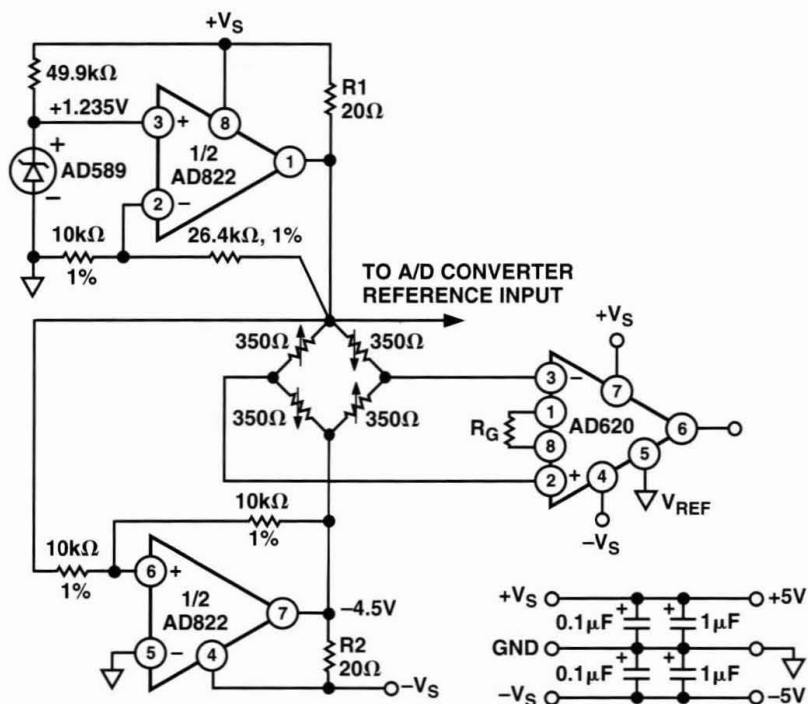 +VS
49.9kΩ
R1
20Ω
+1.235V
3
+
8
1/2
AD822
1
+
AD589
−
2
−
10kΩ
1%
26.4kΩ, 1%
TO A/D CONVERTER
REFERENCE INPUT
350Ω
350Ω
+VS
350Ω
350Ω
3
−
7
1
RG
AD620
6
8
5
2
+
4
VREF
−VS
10kΩ
1%
10kΩ
1%
6
+
1/2
AD822
7
−4.5V
5
−
4
R2
20Ω
−VS
+VS
+5V
0.1μF
+
+
1μF
GND
0.1μF
+
+
1μF
−VS
−5V